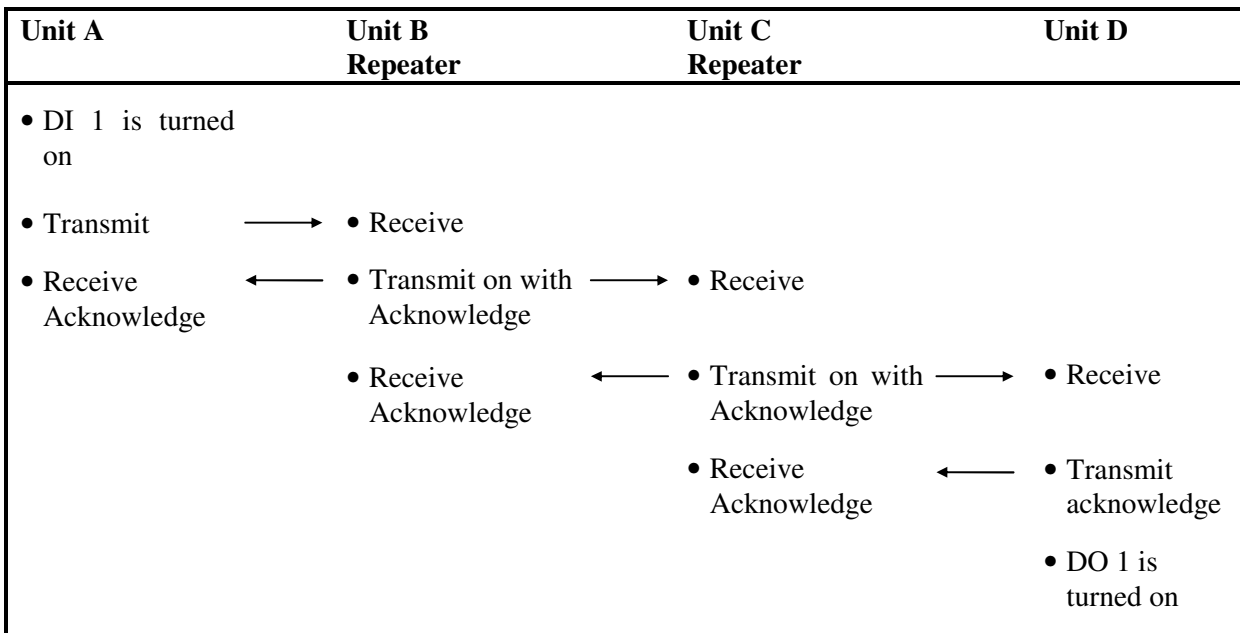 Unit A Unit B Unit C Unit D
Repeater Repeater
• DI 1 is turned
on
• Transmit • Receive
• Receive • Transmit on with • Receive
Acknowledge Acknowledge
• Receive • Transmit on with • Receive
Acknowledge Acknowledge
• Receive • Transmit
Acknowledge acknowledge
• DO 1 is
turned on